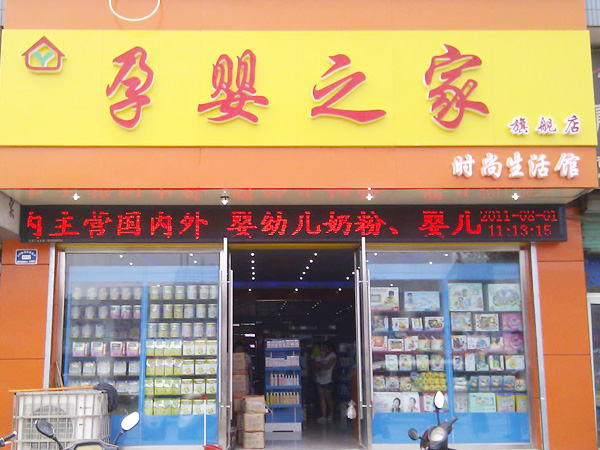 孕婴之家
旗舰店
时尚生活馆
内主营国内外 婴幼儿奶粉、婴儿
2011-08-01
11:13:15